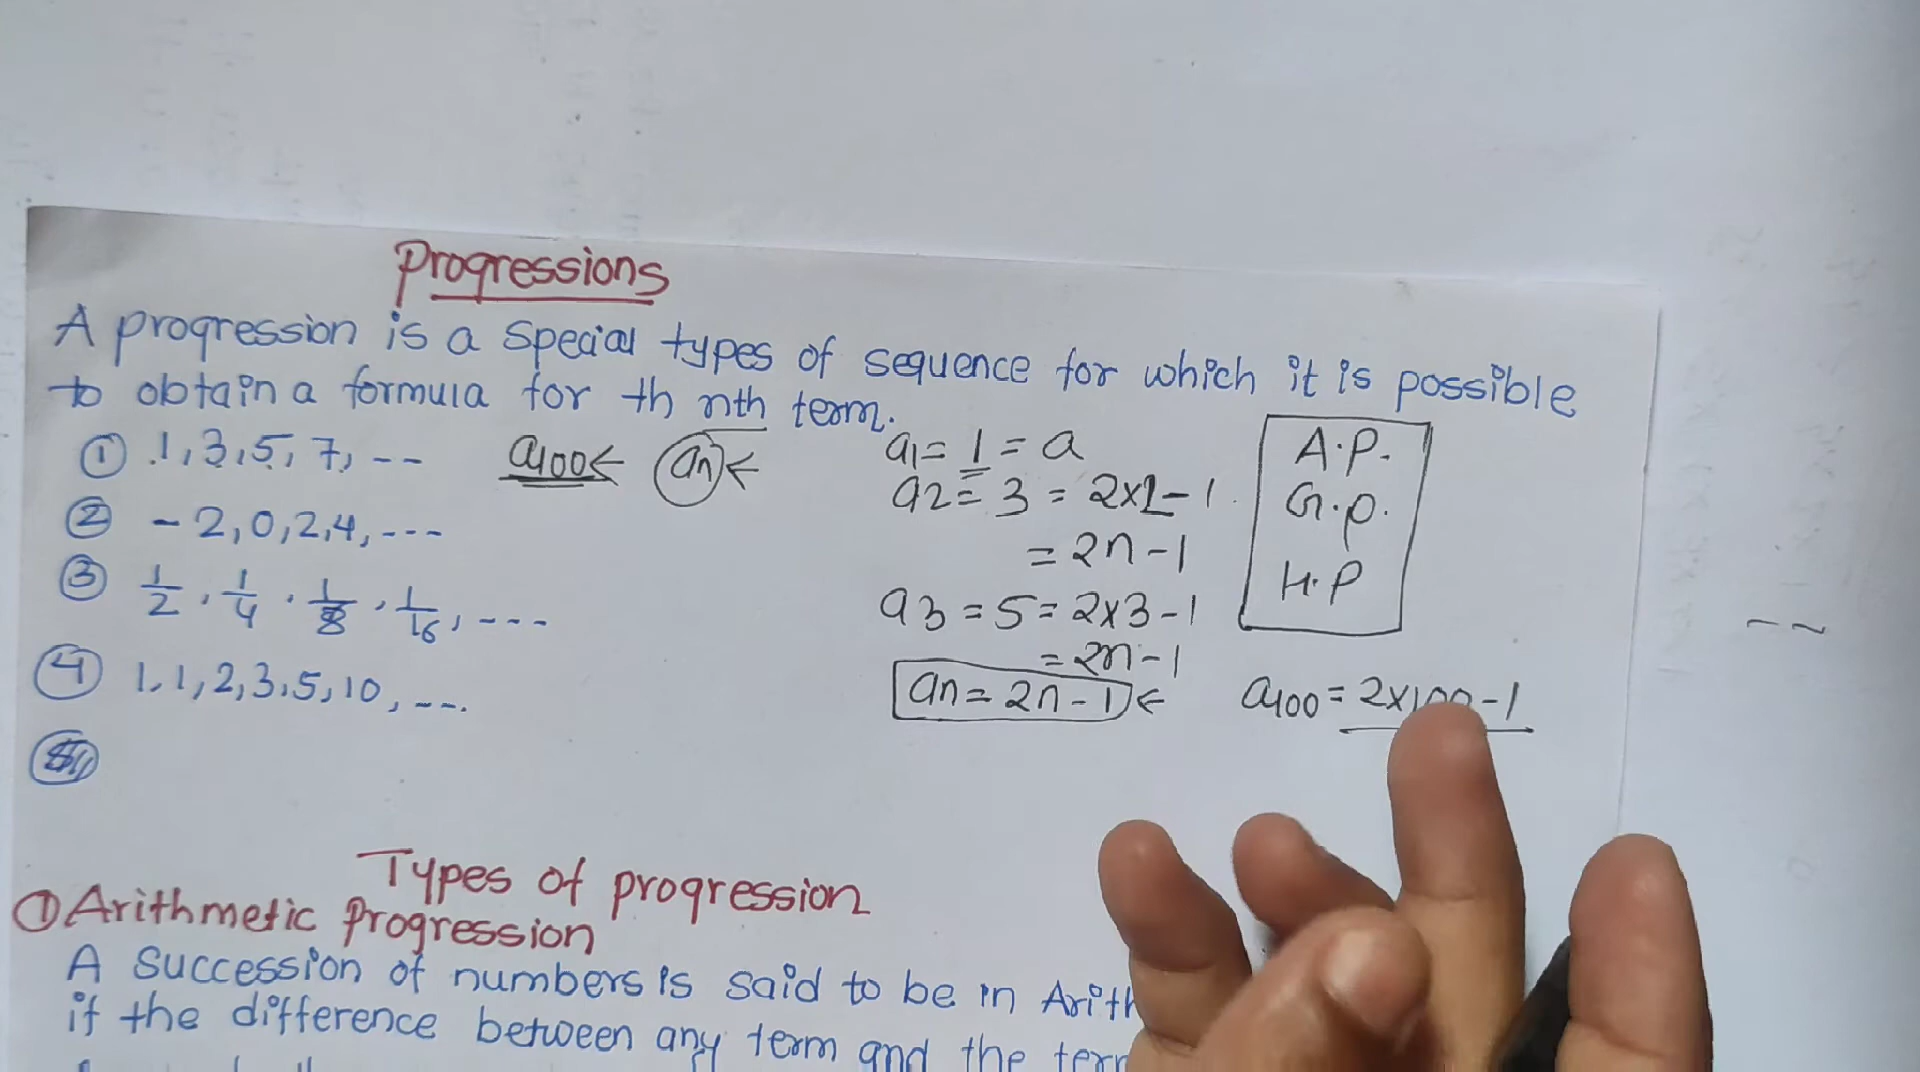 Progressions
A progression is a special types of sequence for which it is possible
to obtain a formula for th nth term.
① 1, 3, 5, 7, --
a100← an←
② -2, 0, 2, 4, ---
③ 1/2, 1/4, 1/8, 1/16, ----
④ 1, 1, 2, 3, 5, 10, ---.
a1 = 1 = a
a2 = 3 = 2×2-1
= 2n-1
a3 = 5 = 2×3-1
= 2n-1
an = 2n-1 ←
A.P.
G.P.
H.P
a100 = 2×100-1
Types of progression
① Arithmetic Progression
A succession of numbers is said to be in Arith
if the difference between any term and the